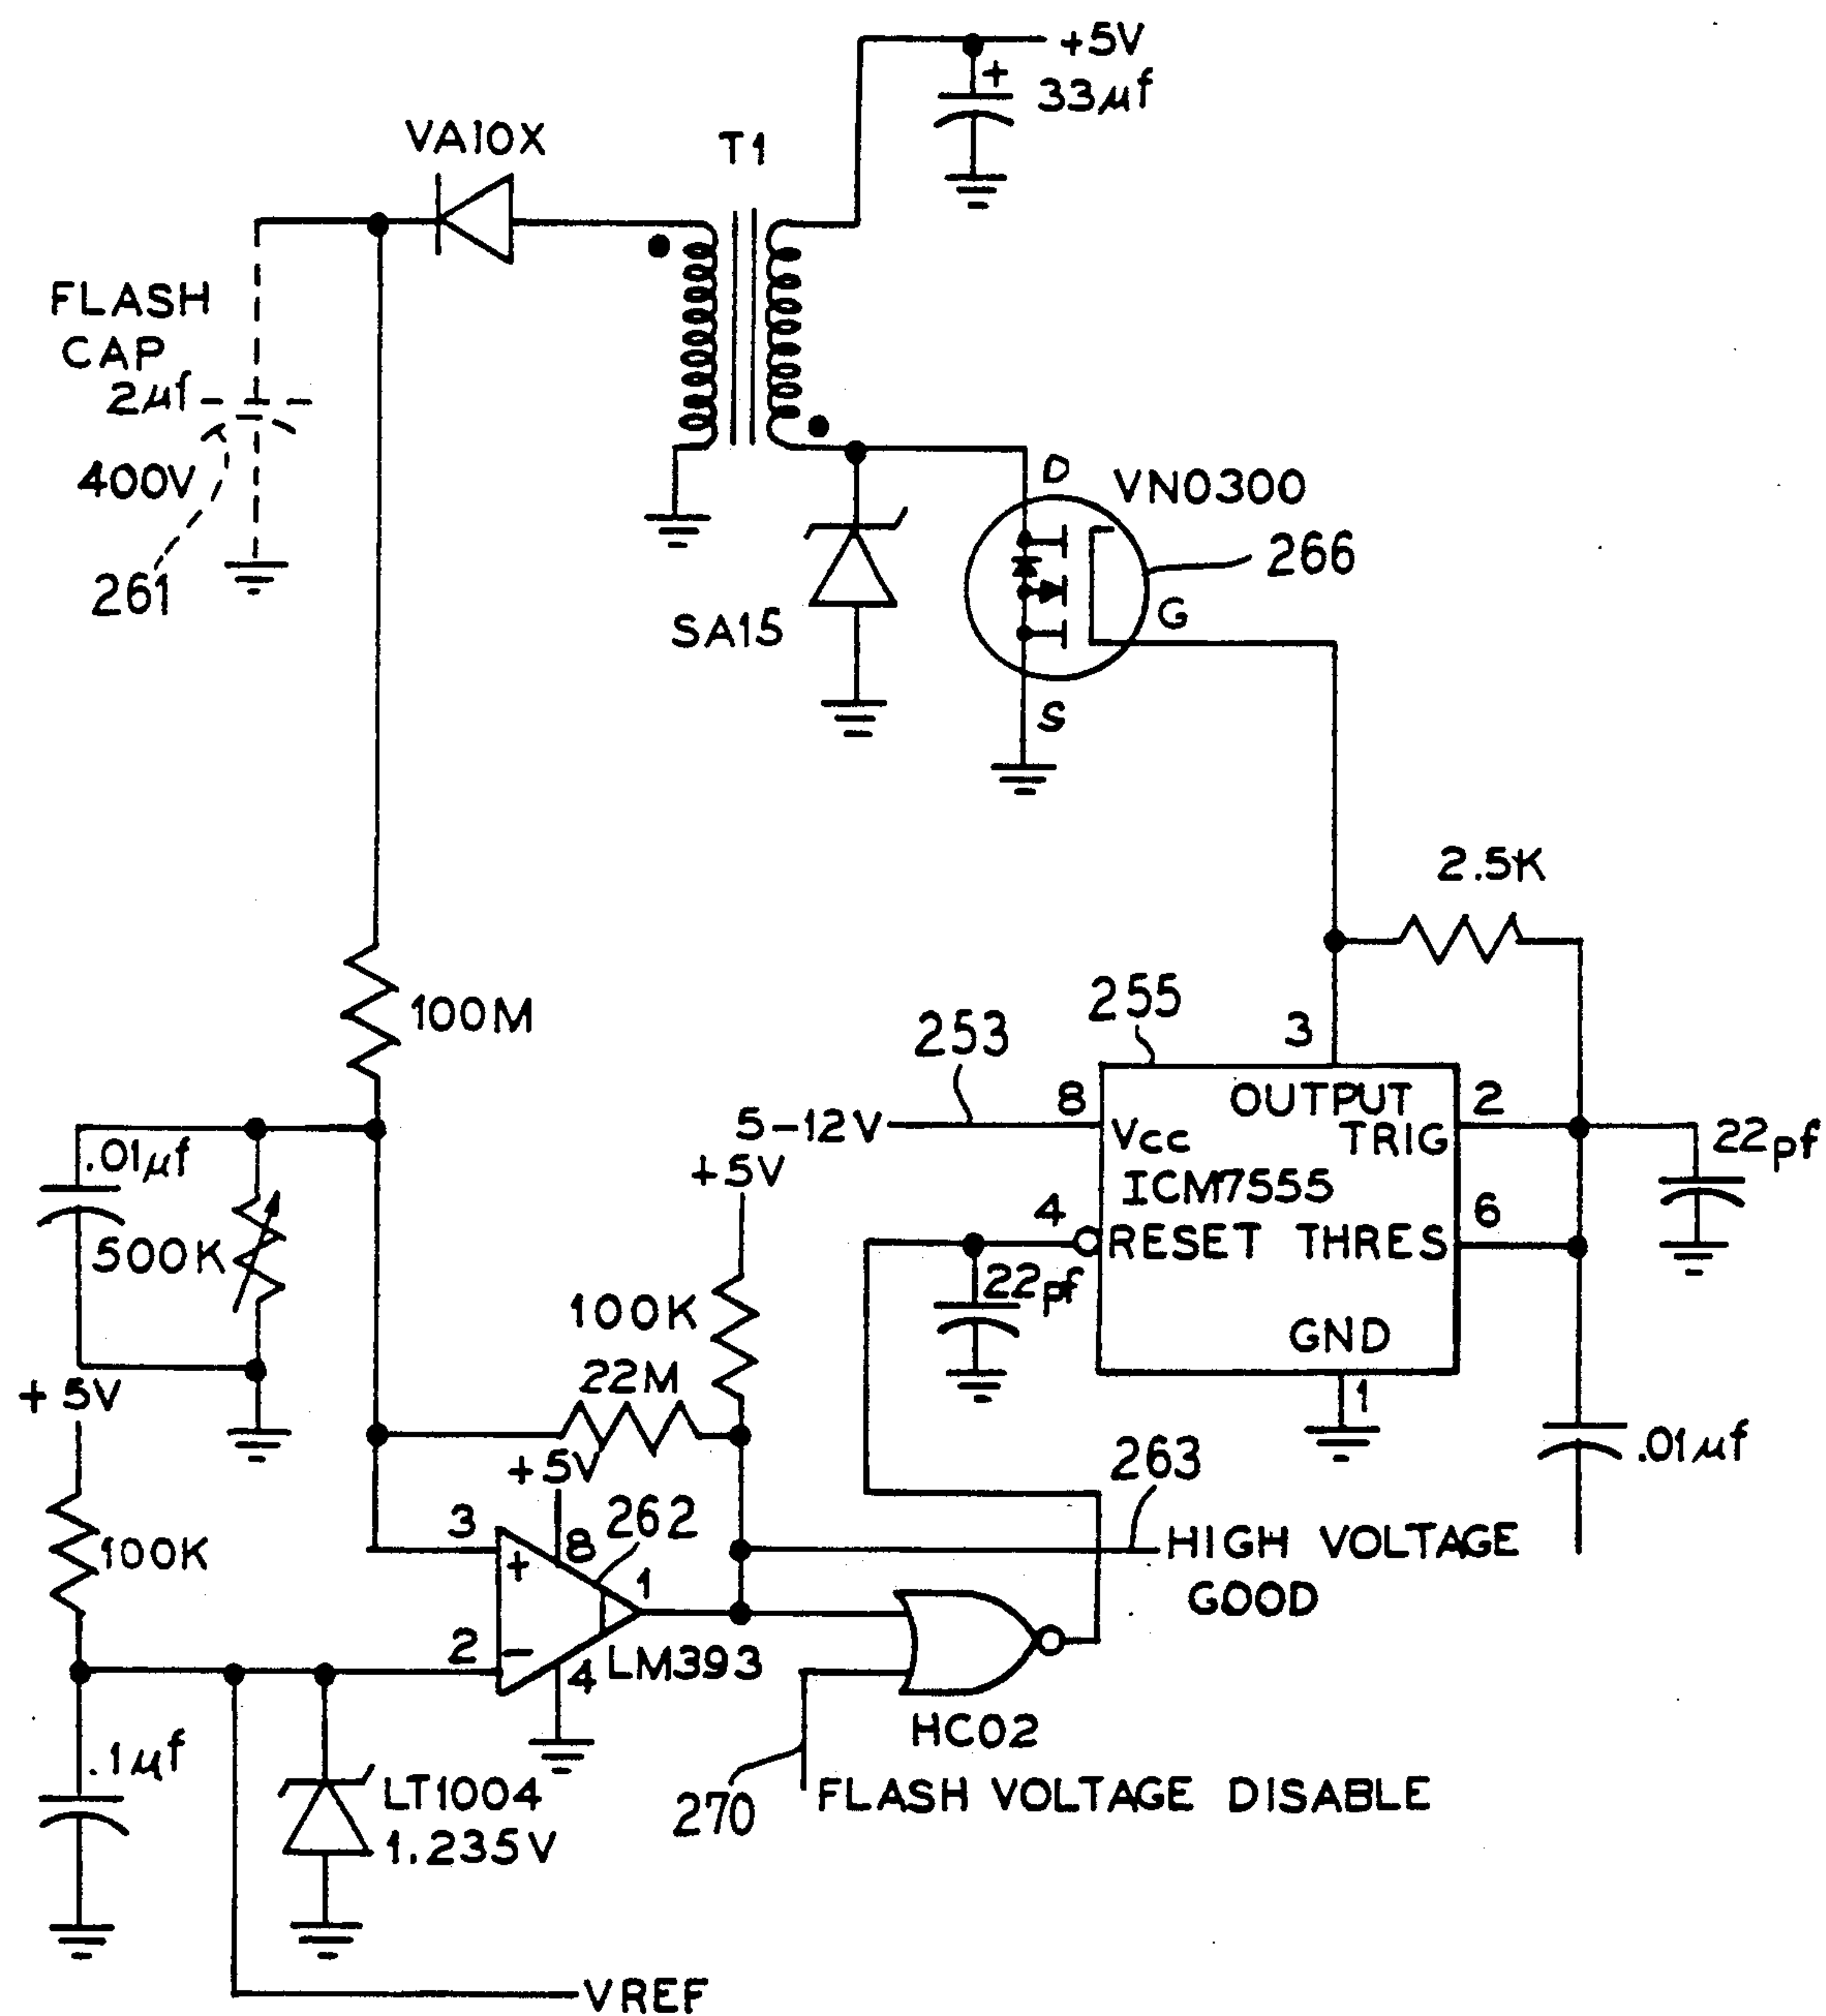 +5V
33µf
VA10X
T1
FLASH
CAP
2µf
400V
261
D
VN0300
266
G
SA15
S
2.5K
100M
255
253
3
OUTPUT
8
2
5-12V
VCC
TRIG
22pf
.01µf
+5V
ICM7555
4
6
RESET
THRES
500K
22pf
100K
GND
22M
1
+5V
+5V
263
.01µf
3
+
8
262
1
HIGH VOLTAGE
GOOD
100K
2
-
4
LM393
HC02
.1µf
LT1004
1.235V
270
FLASH VOLTAGE DISABLE
VREF